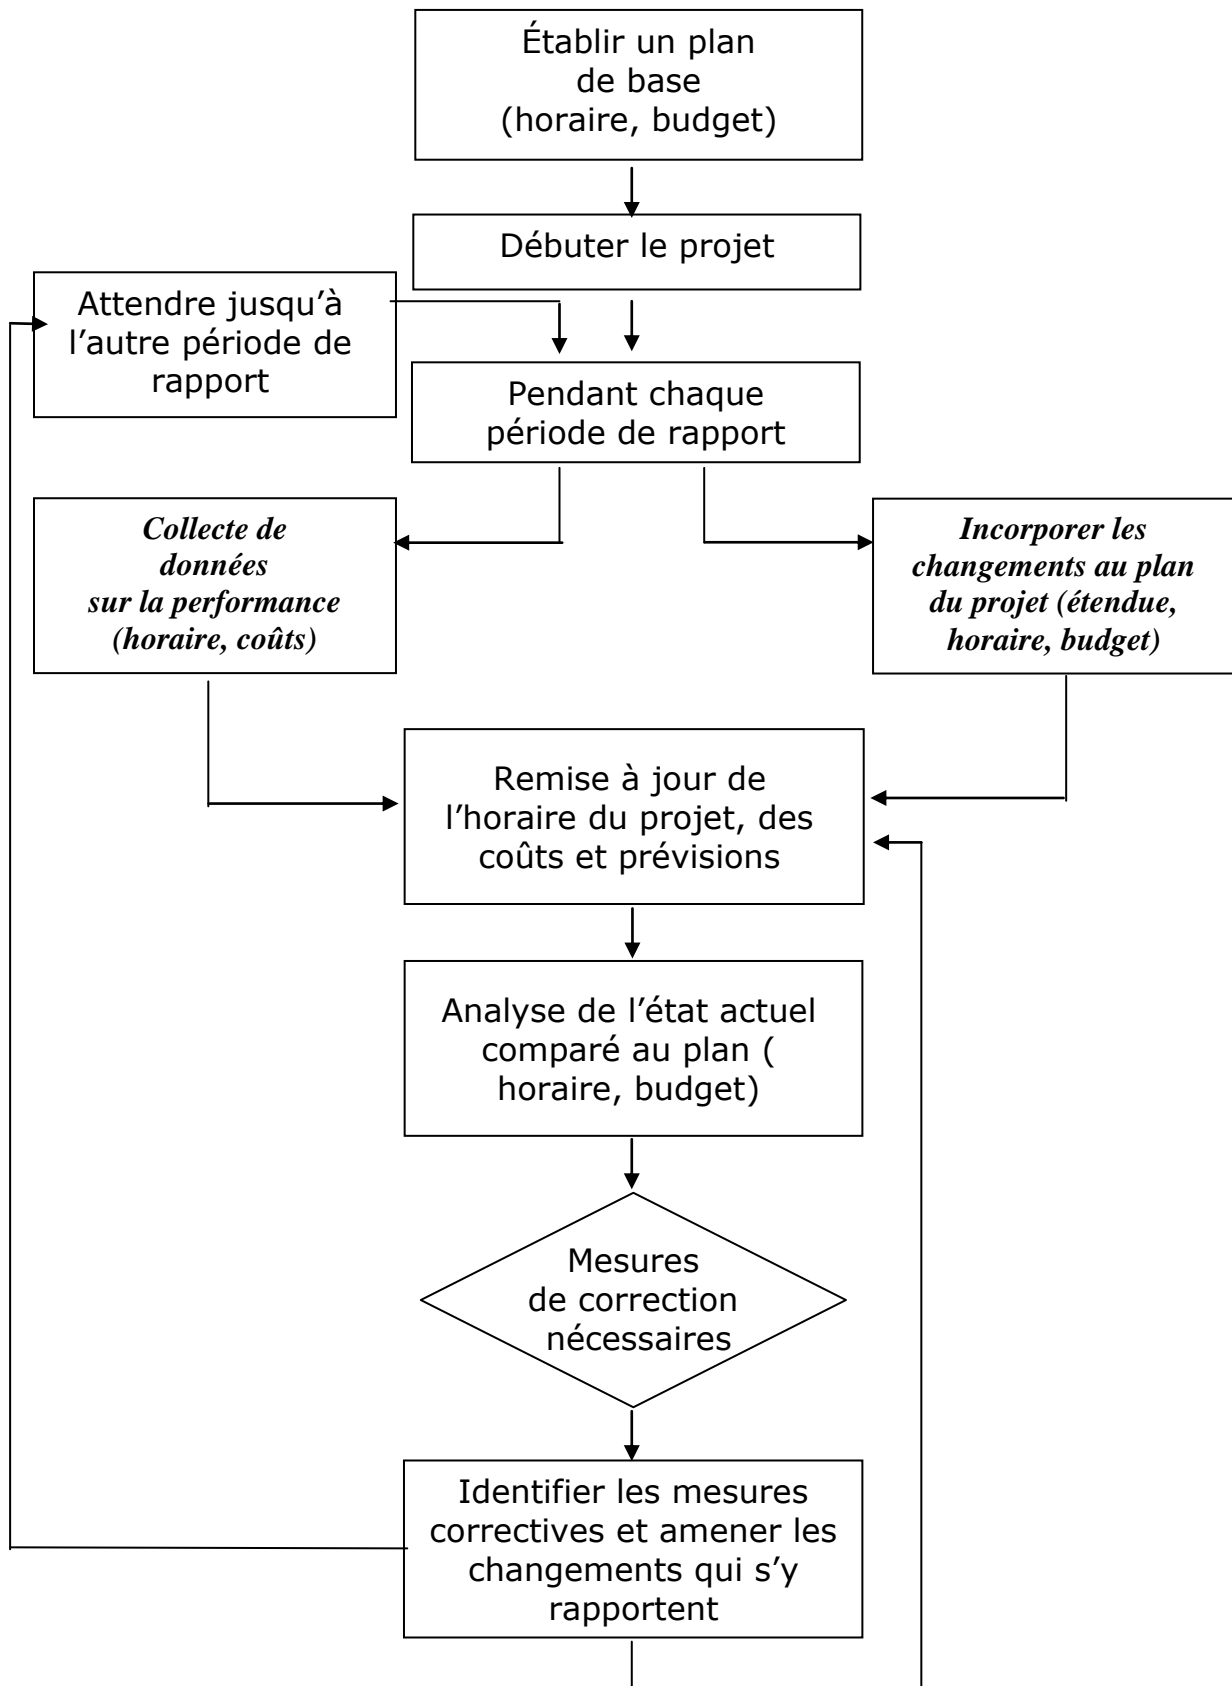 Établir un plan
de base
(horaire, budget)
Débuter le projet
Attendre jusqu’à
l’autre période de
rapport
Pendant chaque
période de rapport
Collecte de
données
sur la performance
(horaire, coûts)
Incorporer les
changements au plan
du projet (étendue,
horaire, budget)
Remise à jour de
l’horaire du projet, des
coûts et prévisions
Analyse de l’état actuel
comparé au plan (
horaire, budget)
Mesures
de correction
nécessaires
Identifier les mesures
correctives et amener les
changements qui s’y
rapportent